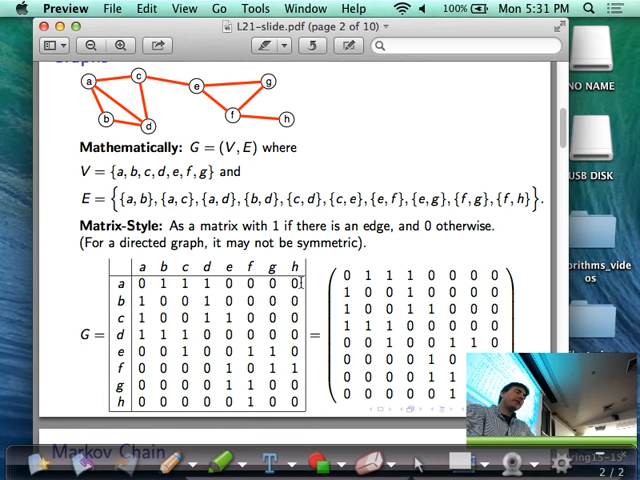 Preview File Edit View Go Tools Window Help 100% Mon 5:31 PM
L21-slide.pdf (page 2 of 10)
NO NAME
a c e g
f h
b d
Mathematically: G = (V, E) where
V = {a, b, c, d, e, f, g} and
USB DISK
E = {{a, b}, {a, c}, {a, d}, {b, d}, {c, d}, {c, e}, {e, f}, {e, g}, {f, g}, {f, h}}.
Matrix-Style: As a matrix with 1 if there is an edge, and 0 otherwise.
(For a directed graph, it may not be symmetric).
a b c d e f g h
a 0 1 1 1 0 0 0 0 0 1 1 1 0 0 0 0
b 1 0 0 1 0 0 0 0 1 0 0 1 0 0 0 0
c 1 0 0 1 1 0 0 0 1 0 0 1 1 0 0 0
G = d 1 1 1 0 0 0 0 0 = 1 1 1 0 0 0 0 0
e 0 0 1 0 0 1 1 0 0 0 1 0 0 1 1 0
f 0 0 0 0 1 0 1 1 0 0 0 0 1 0
g 0 0 0 0 1 1 0 0 0 0 0 0 1 1
h 0 0 0 0 0 1 0 0 0 0 0 0 0 1
Markov Chain
2 / 2